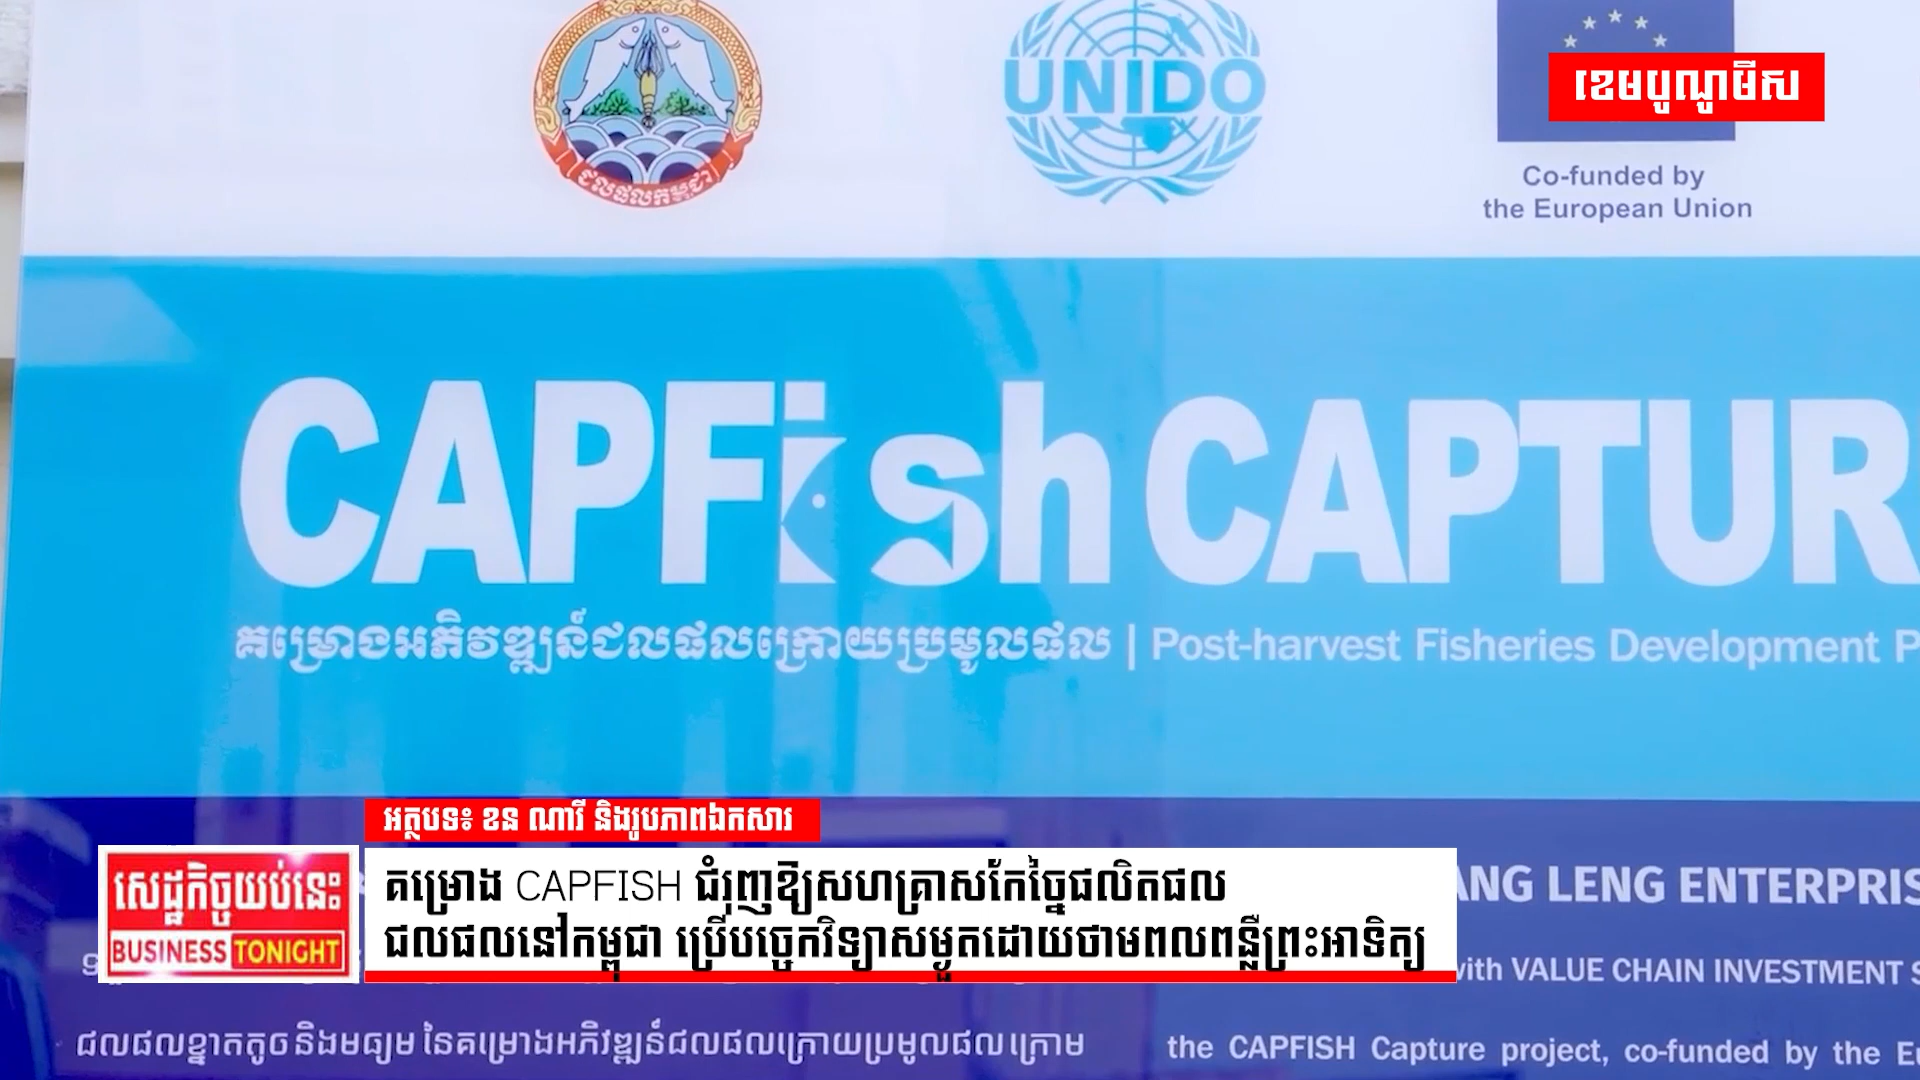 ជលផលកម្ពុជា
UNIDO
ខេមបូណូមីស
Co-funded by
the European Union
CAPFish CAPTUR
គម្រោងអភិវឌ្ឍន៍ជលផលក្រោយប្រមូលផល | Post-harvest Fisheries Development P
អត្ថបទ៖ ខន ណារី និងរូបភាពឯកសារ
សេដ្ឋកិច្ចយប់នេះ
BUSINESS TONIGHT
គម្រោង CAPFISH ជំរុញឱ្យសហគ្រាសកែច្នៃផលិតផល
ជលផលនៅកម្ពុជា ប្រើបច្ចេកវិទ្យាសម្ងួតដោយថាមពលពន្លឺព្រះអាទិត្យ
ANG LENG ENTERPRIS
with VALUE CHAIN INVESTMENT S
ជលផលខ្នាតតូច និងមធ្យម នៃគម្រោងអភិវឌ្ឍន៍ជលផលក្រោយប្រមូលផល ក្រោម
the CAPFISH Capture project, co-funded by the E